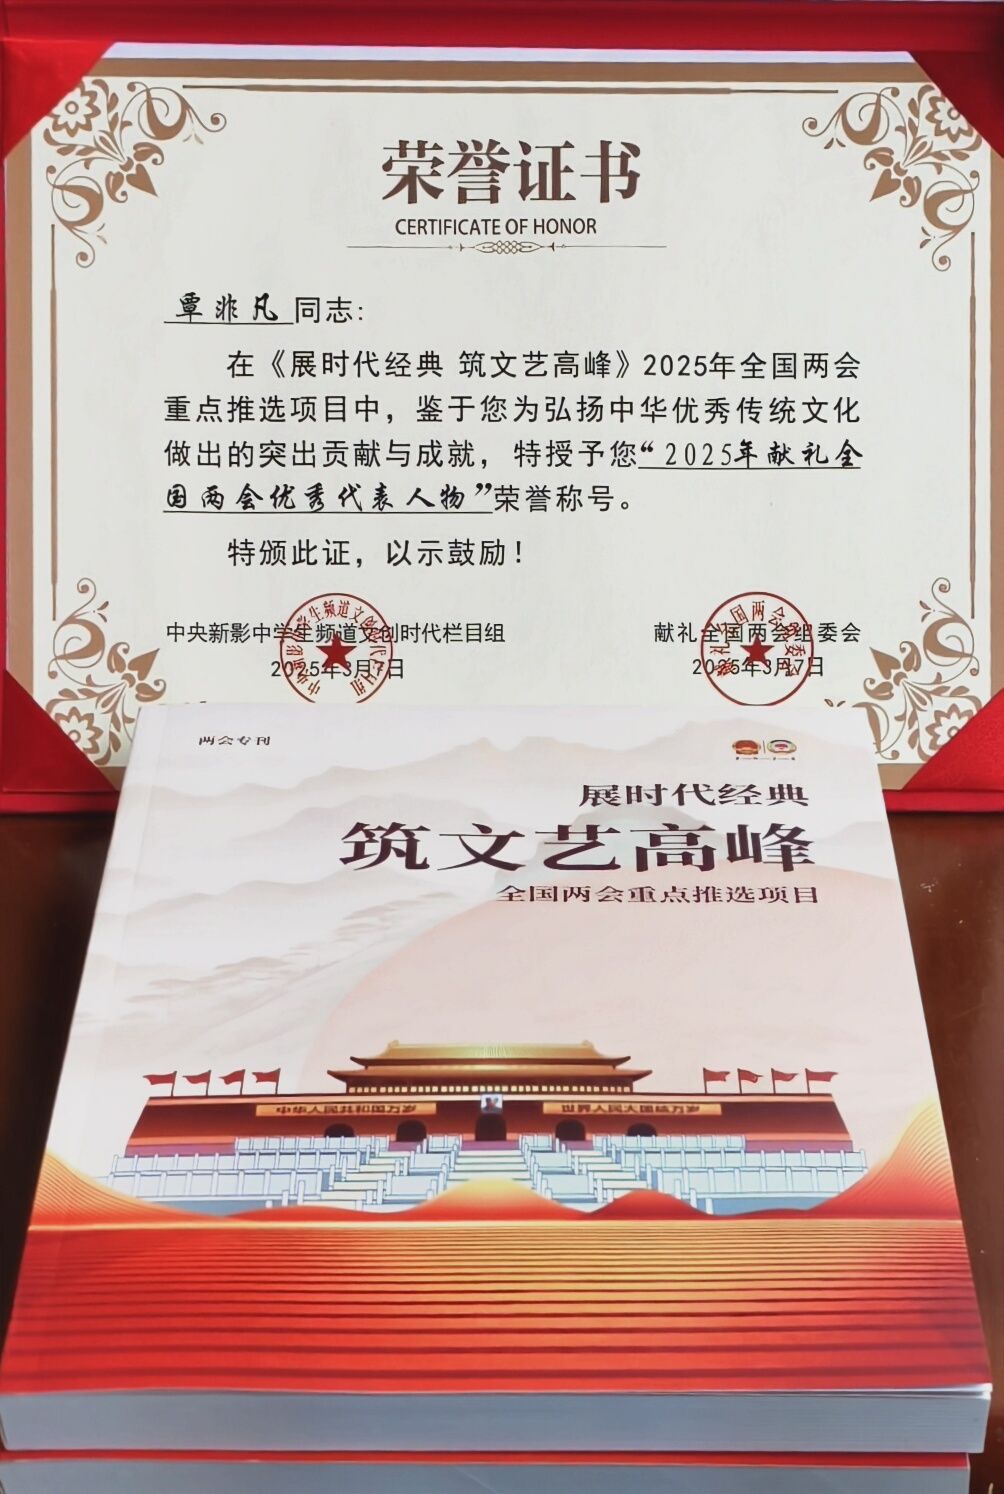 荣誉证书
CERTIFICATE OF HONOR
覃非凡同志:
在《展时代经典 筑文艺高峰》2025年全国两会
重点推选项目中，鉴于您为弘扬中华优秀传统文化
做出的突出贡献与成就，特授予您“2025年献礼全
国两会优秀代表人物”荣誉称号。
特颁此证，以示鼓励！
中央新影中学生频道文创时代栏目组
献礼全国两会组委会
2025年3月7日
2025年3月7日
两会专刊
展时代经典
筑文艺高峰
全国两会重点推选项目
中华人民共和国万岁
世界人民大团结万岁